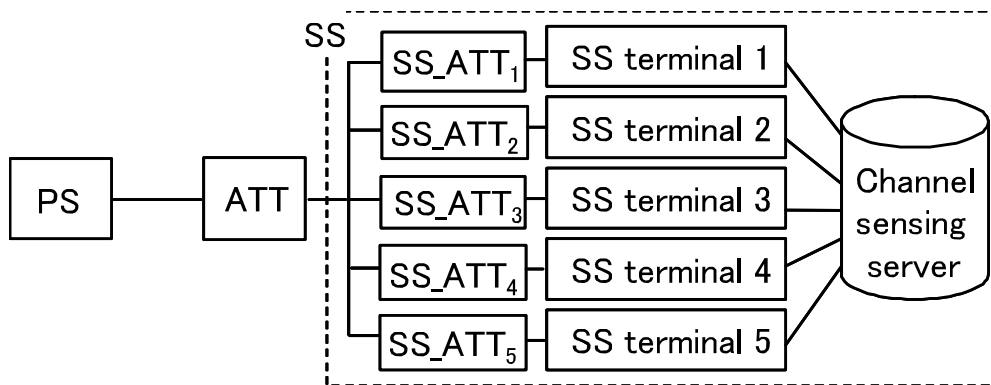 SS
SS_ATT1
SS terminal 1
SS_ATT2
SS terminal 2
PS
ATT
SS_ATT3
SS terminal 3
SS_ATT4
SS terminal 4
SS_ATT5
SS terminal 5
Channel
sensing
server